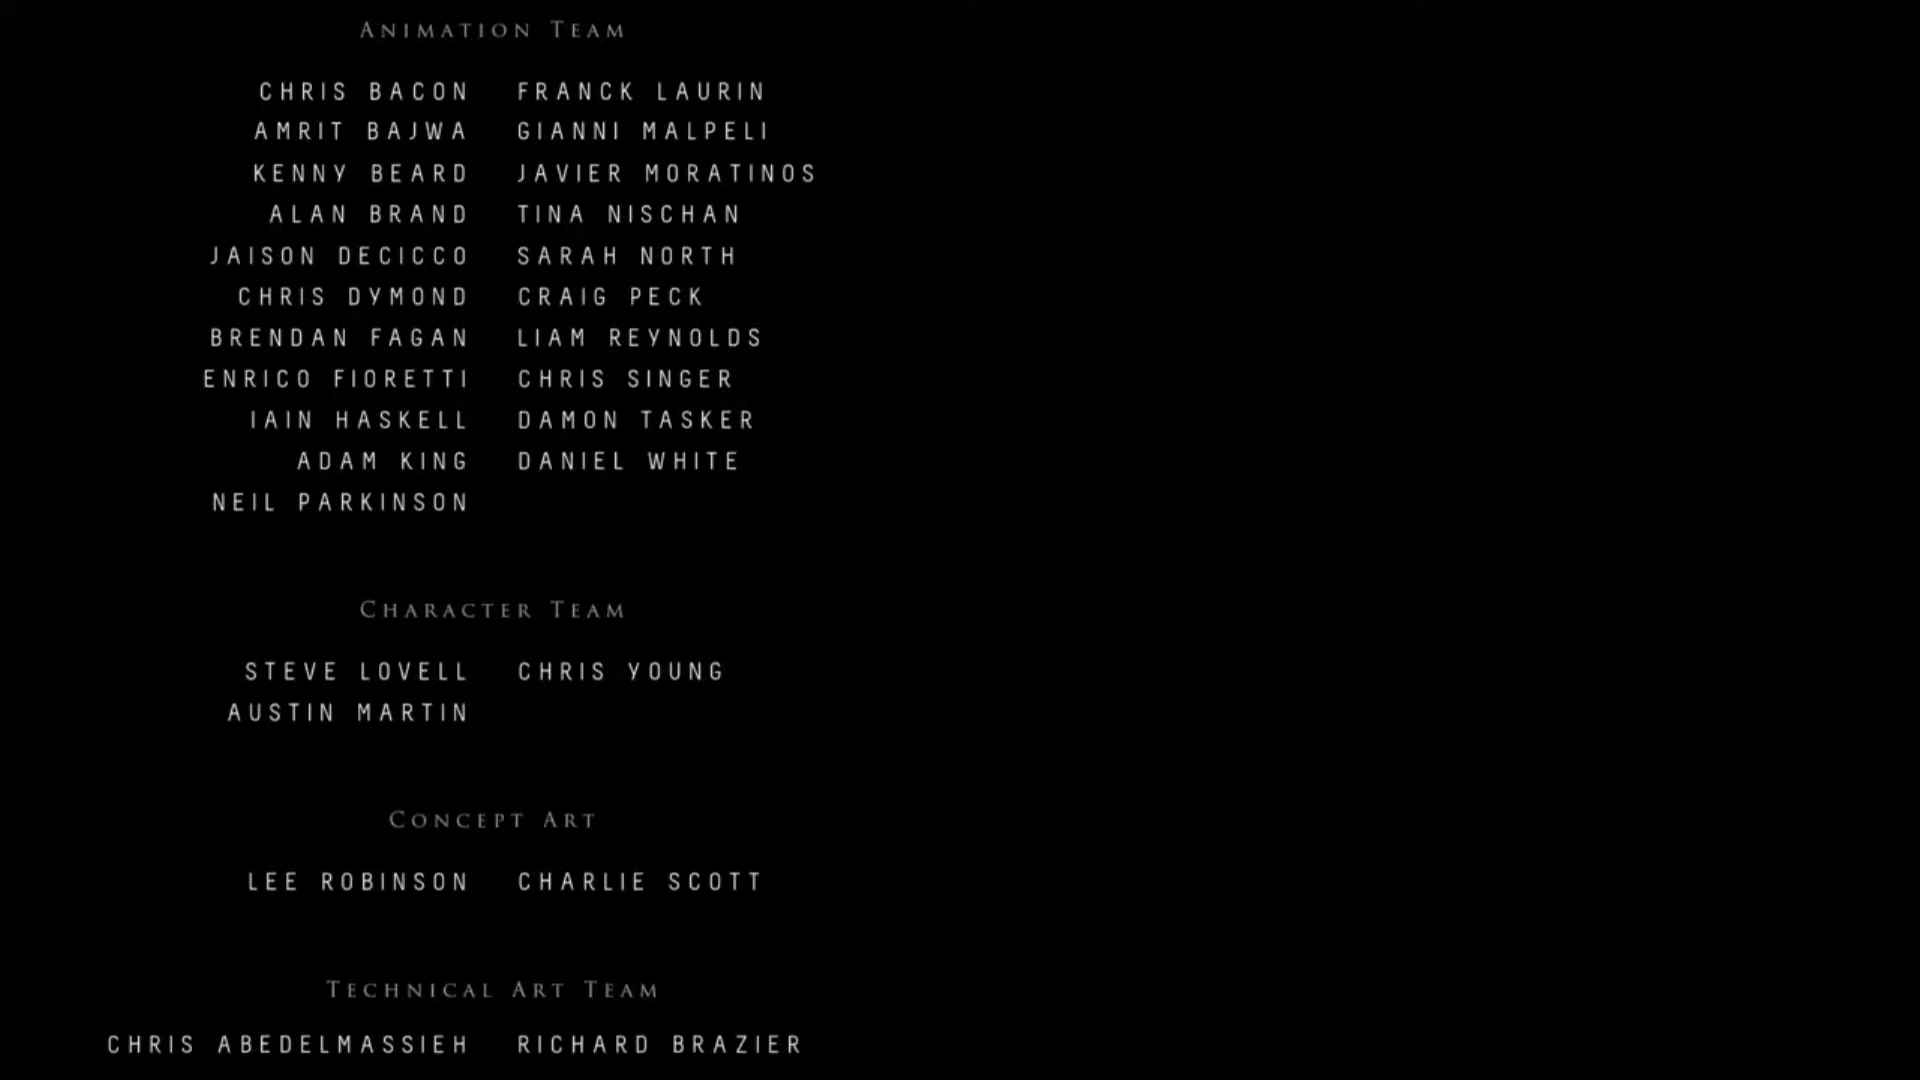 ANIMATION TEAM
CHRIS BACON FRANCK LAURIN
AMRIT BAJWA GIANNI MALPELI
KENNY BEARD JAVIER MORATINOS
ALAN BRAND TINA NISCHAN
JAISON DECICCO SARAH NORTH
CHRIS DYMOND CRAIG PECK
BRENDAN FAGAN LIAM REYNOLDS
ENRICO FIORETTI CHRIS SINGER
IAIN HASKELL DAMON TASKER
ADAM KING DANIEL WHITE
NEIL PARKINSON
CHARACTER TEAM
STEVE LOVELL CHRIS YOUNG
AUSTIN MARTIN
CONCEPT ART
LEE ROBINSON CHARLIE SCOTT
TECHNICAL ART TEAM
CHRIS ABEDELMASSIEH RICHARD BRAZIER